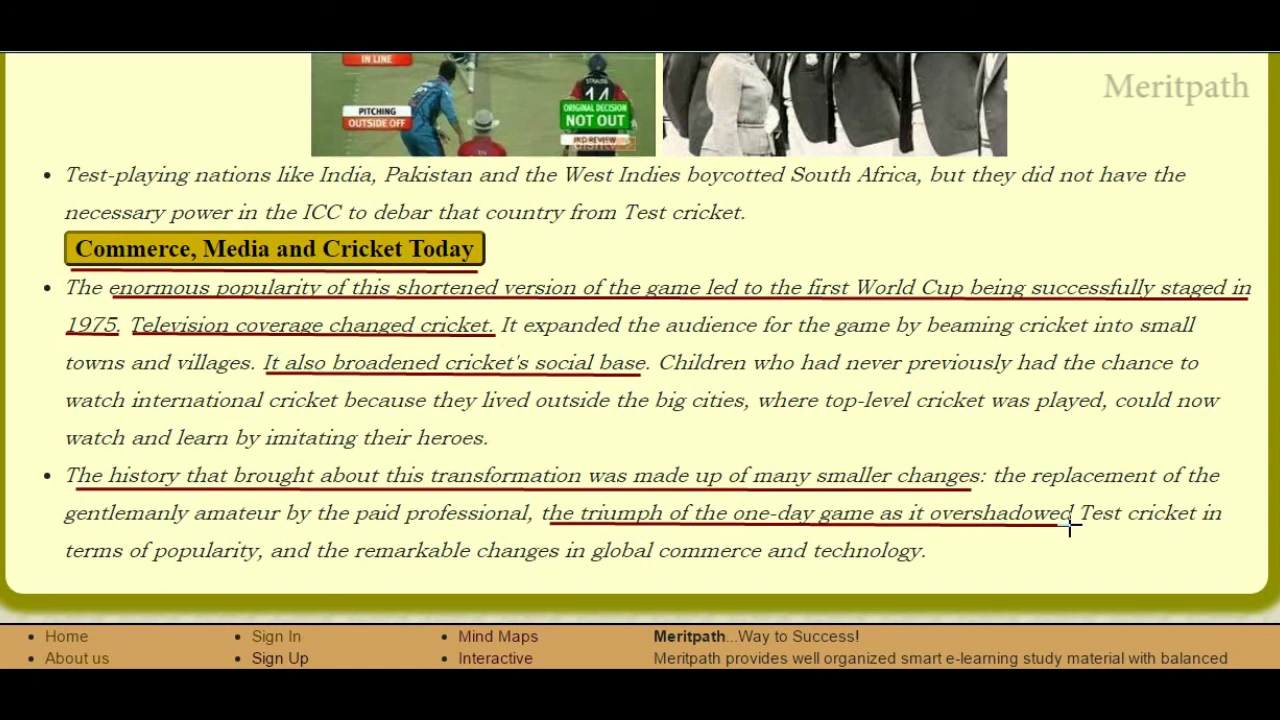 IN LINE
PITCHING
OUTSIDE OFF
STRAUSS
14
ORIGINAL DECISION
NOT OUT
IND REVIEW
Meritpath
• Test-playing nations like India, Pakistan and the West Indies boycotted South Africa, but they did not have the
necessary power in the ICC to debar that country from Test cricket.
Commerce, Media and Cricket Today
• The enormous popularity of this shortened version of the game led to the first World Cup being successfully staged in
1975. Television coverage changed cricket. It expanded the audience for the game by beaming cricket into small
towns and villages. It also broadened cricket's social base. Children who had never previously had the chance to
watch international cricket because they lived outside the big cities, where top-level cricket was played, could now
watch and learn by imitating their heroes.
• The history that brought about this transformation was made up of many smaller changes: the replacement of the
gentlemanly amateur by the paid professional, the triumph of the one-day game as it overshadowed Test cricket in
terms of popularity, and the remarkable changes in global commerce and technology.
• Home • Sign In • Mind Maps Meritpath...Way to Success!
• About us • Sign Up • Interactive Meritpath provides well organized smart e-learning study material with balanced